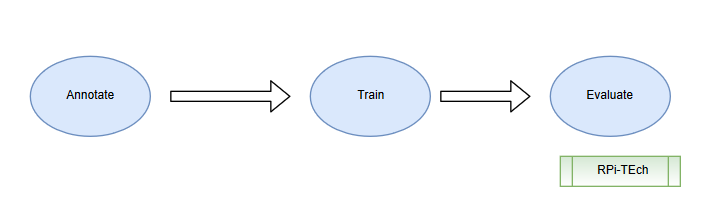 Annotate
Train
Evaluate
RPi-TEch